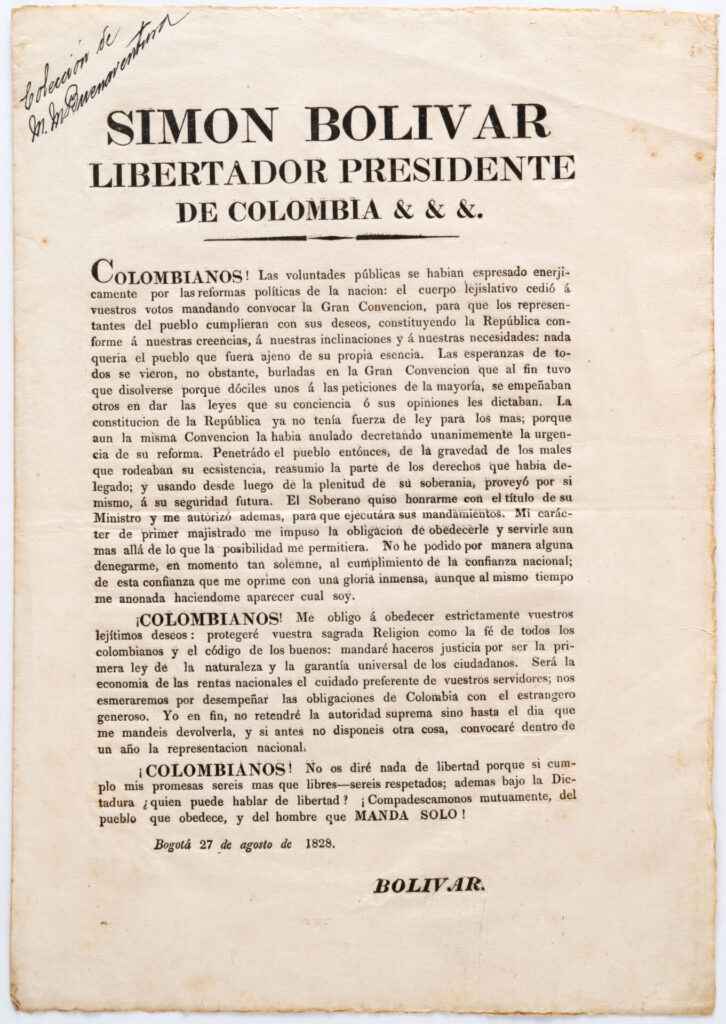 Colección de
M. Mª Buenaventura
SIMON BOLIVAR
LIBERTADOR PRESIDENTE
DE COLOMBIA & & &.
COLOMBIANOS! Las voluntades públicas se habian espresado enerji-
camente por las reformas políticas de la nacion: el cuerpo lejislativo cedió á
vuestros votos mandando convocar la Gran Convencion, para que los represen-
tantes del pueblo cumplieran con sus deseos, constituyendo la República con-
forme á nuestras creencias, á nuestras inclinaciones y á nuestras necesidades: nada
queria el pueblo que fuera ajeno de su propia esencia. Las esperanzas de to-
dos se vieron, no obstante, burladas en la Gran Convencion que al fin tuvo
que disolverse porque dóciles unos á las peticiones de la mayoría, se empeñaban
otros en dar las leyes que su conciencia ó sus opiniones les dictaban. La
constitucion de la República ya no tenía fuerza de ley para los mas; porque
aun la misma Convencion la habia anulado decretando unanimemente la urgen-
cia de su reforma. Penetrádo el pueblo entónces, de la gravedad de los males
que rodeaban su ecsistencia, reasumio la parte de los derechos que habia de-
legado; y usando desde luego de la plenitud de su soberania, proveyó por si
mismo, á su seguridad futura. El Soberano quiso honrarme con el título de su
Ministro y me autorizó ademas, para que ejecutára sus mandamientos. Mi carác-
ter de primer majistrado me impuso la obligacion de obedecerle y servirle aun
mas allá de lo que la posibilidad me permitiera. No he podido por manera alguna
denegarme, en momento tan solemne, al cumplimiento de la confianza nacional;
de esta confianza que me oprime con una gloria inmensa, aunque al mismo tiempo
me anonada haciendome aparecer cual soy.
¡COLOMBIANOS! Me obligo á obedecer estrictamente vuestros
lejítimos deseos: protegeré vuestra sagrada Religion como la fé de todos los
colombianos y el código de los buenos: mandaré haceros justicia por ser la pri-
mera ley de la naturaleza y la garantía universal de los ciudadanos. Será la
economia de las rentas nacionales el cuidado preferente de vuestros servidores; nos
esmeraremos por desempeñar las obligaciones de Colombia con el estrangero
generoso. Yo en fin, no retendré la autoridad suprema sino hasta el dia que
me mandeis devolverla, y si antes no disponeis otra cosa, convocaré dentro de
un año la representacion nacional.
¡COLOMBIANOS! No os diré nada de libertad porque si cum-
plo mis promesas sereis mas que libres—sereis respetados; ademas bajo la Dic-
tadura ¿quien puede hablar de libertad? ¡Compadescamonos mutuamente, del
pueblo que obedece, y del hombre que MANDA SOLO!
Bogotá 27 de agosto de 1828.
BOLIVAR.